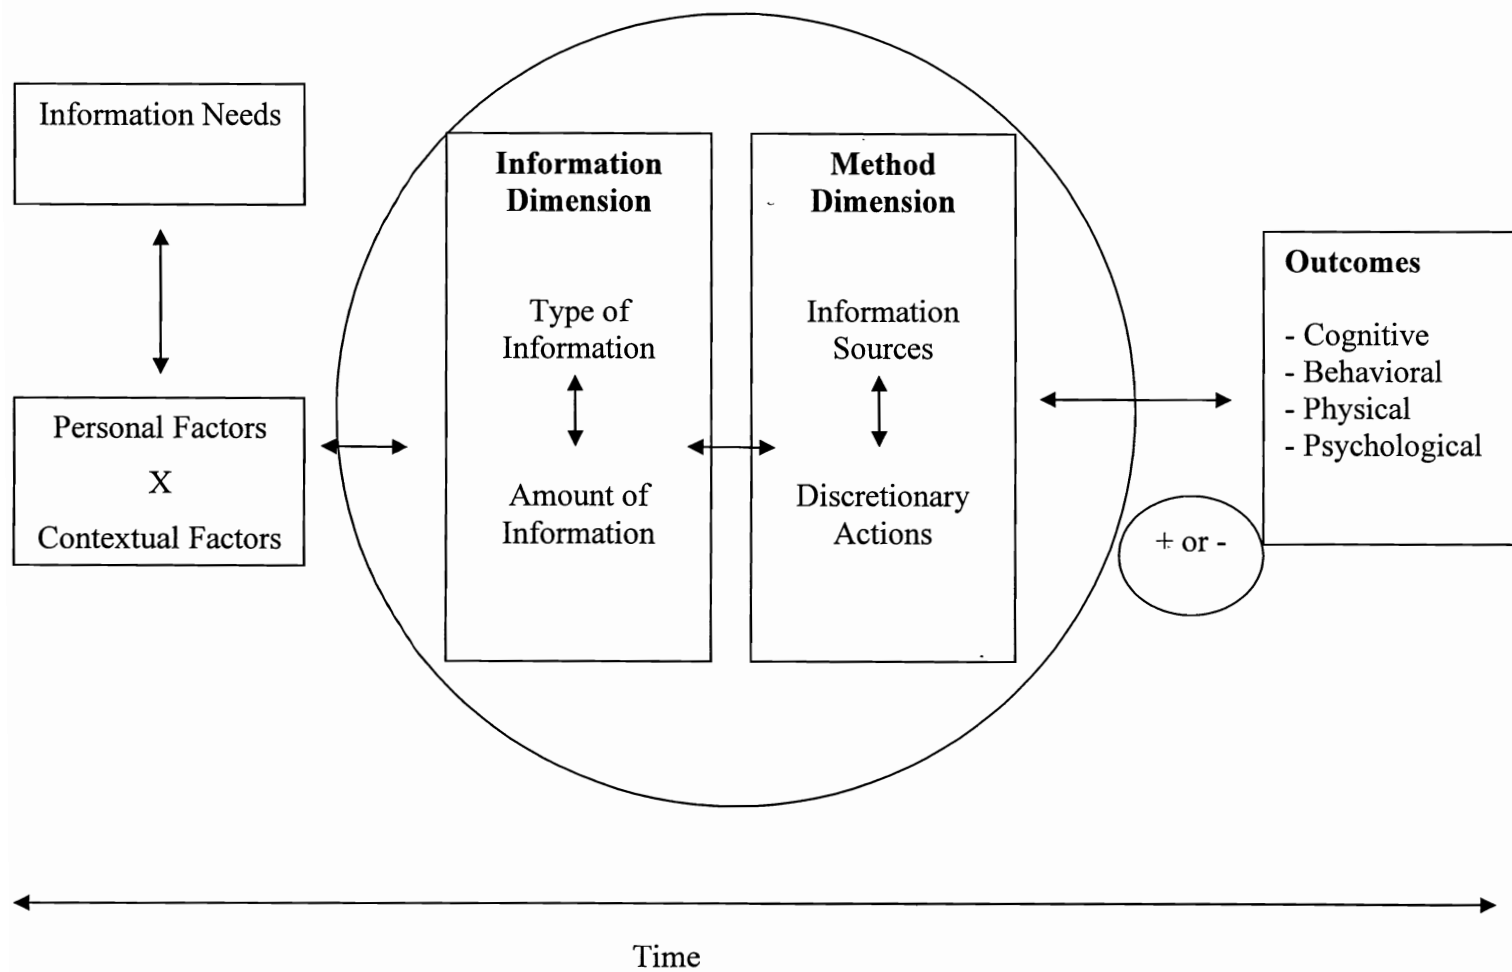 Information Needs
Personal Factors
X
Contextual Factors
Information
Dimension
Type of
Information
Amount of
Information
Method
Dimension
Information
Sources
Discretionary
Actions
+ or -
Outcomes
- Cognitive
- Behavioral
- Physical
- Psychological
Time